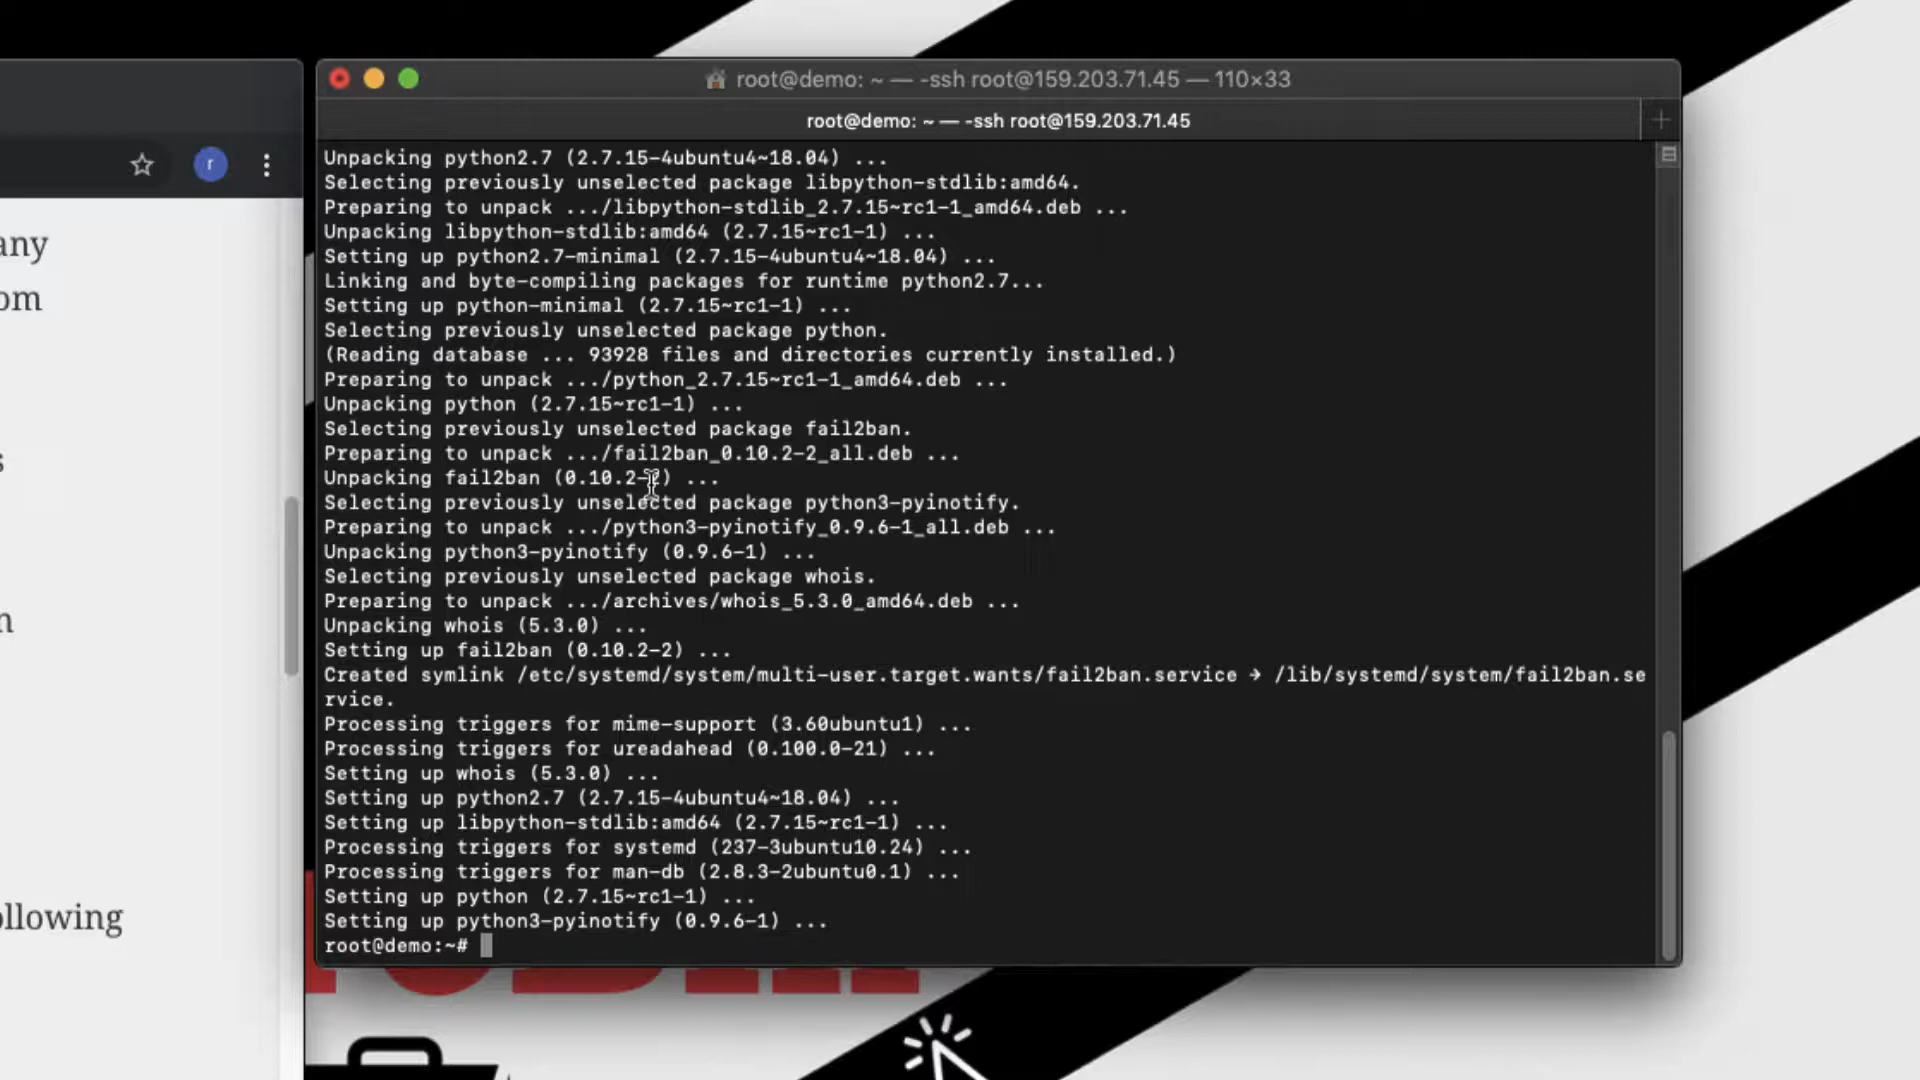 root@demo: ~ — -ssh root@159.203.71.45 — 110×33
root@demo: ~ — -ssh root@159.203.71.45
r
any
om
s
n
ollowing
Unpacking python2.7 (2.7.15-4ubuntu4~18.04) ...
Selecting previously unselected package libpython-stdlib:amd64.
Preparing to unpack .../libpython-stdlib_2.7.15~rc1-1_amd64.deb ...
Unpacking libpython-stdlib:amd64 (2.7.15~rc1-1) ...
Setting up python2.7-minimal (2.7.15-4ubuntu4~18.04) ...
Linking and byte-compiling packages for runtime python2.7...
Setting up python-minimal (2.7.15~rc1-1) ...
Selecting previously unselected package python.
(Reading database ... 93928 files and directories currently installed.)
Preparing to unpack .../python_2.7.15~rc1-1_amd64.deb ...
Unpacking python (2.7.15~rc1-1) ...
Selecting previously unselected package fail2ban.
Preparing to unpack .../fail2ban_0.10.2-2_all.deb ...
Unpacking fail2ban (0.10.2-2) ...
Selecting previously unselected package python3-pyinotify.
Preparing to unpack .../python3-pyinotify_0.9.6-1_all.deb ...
Unpacking python3-pyinotify (0.9.6-1) ...
Selecting previously unselected package whois.
Preparing to unpack .../archives/whois_5.3.0_amd64.deb ...
Unpacking whois (5.3.0) ...
Setting up fail2ban (0.10.2-2) ...
Created symlink /etc/systemd/system/multi-user.target.wants/fail2ban.service → /lib/systemd/system/fail2ban.se
rvice.
Processing triggers for mime-support (3.60ubuntu1) ...
Processing triggers for ureadahead (0.100.0-21) ...
Setting up whois (5.3.0) ...
Setting up python2.7 (2.7.15-4ubuntu4~18.04) ...
Setting up libpython-stdlib:amd64 (2.7.15~rc1-1) ...
Processing triggers for systemd (237-3ubuntu10.24) ...
Processing triggers for man-db (2.8.3-2ubuntu0.1) ...
Setting up python (2.7.15~rc1-1) ...
Setting up python3-pyinotify (0.9.6-1) ...
root@demo:~#